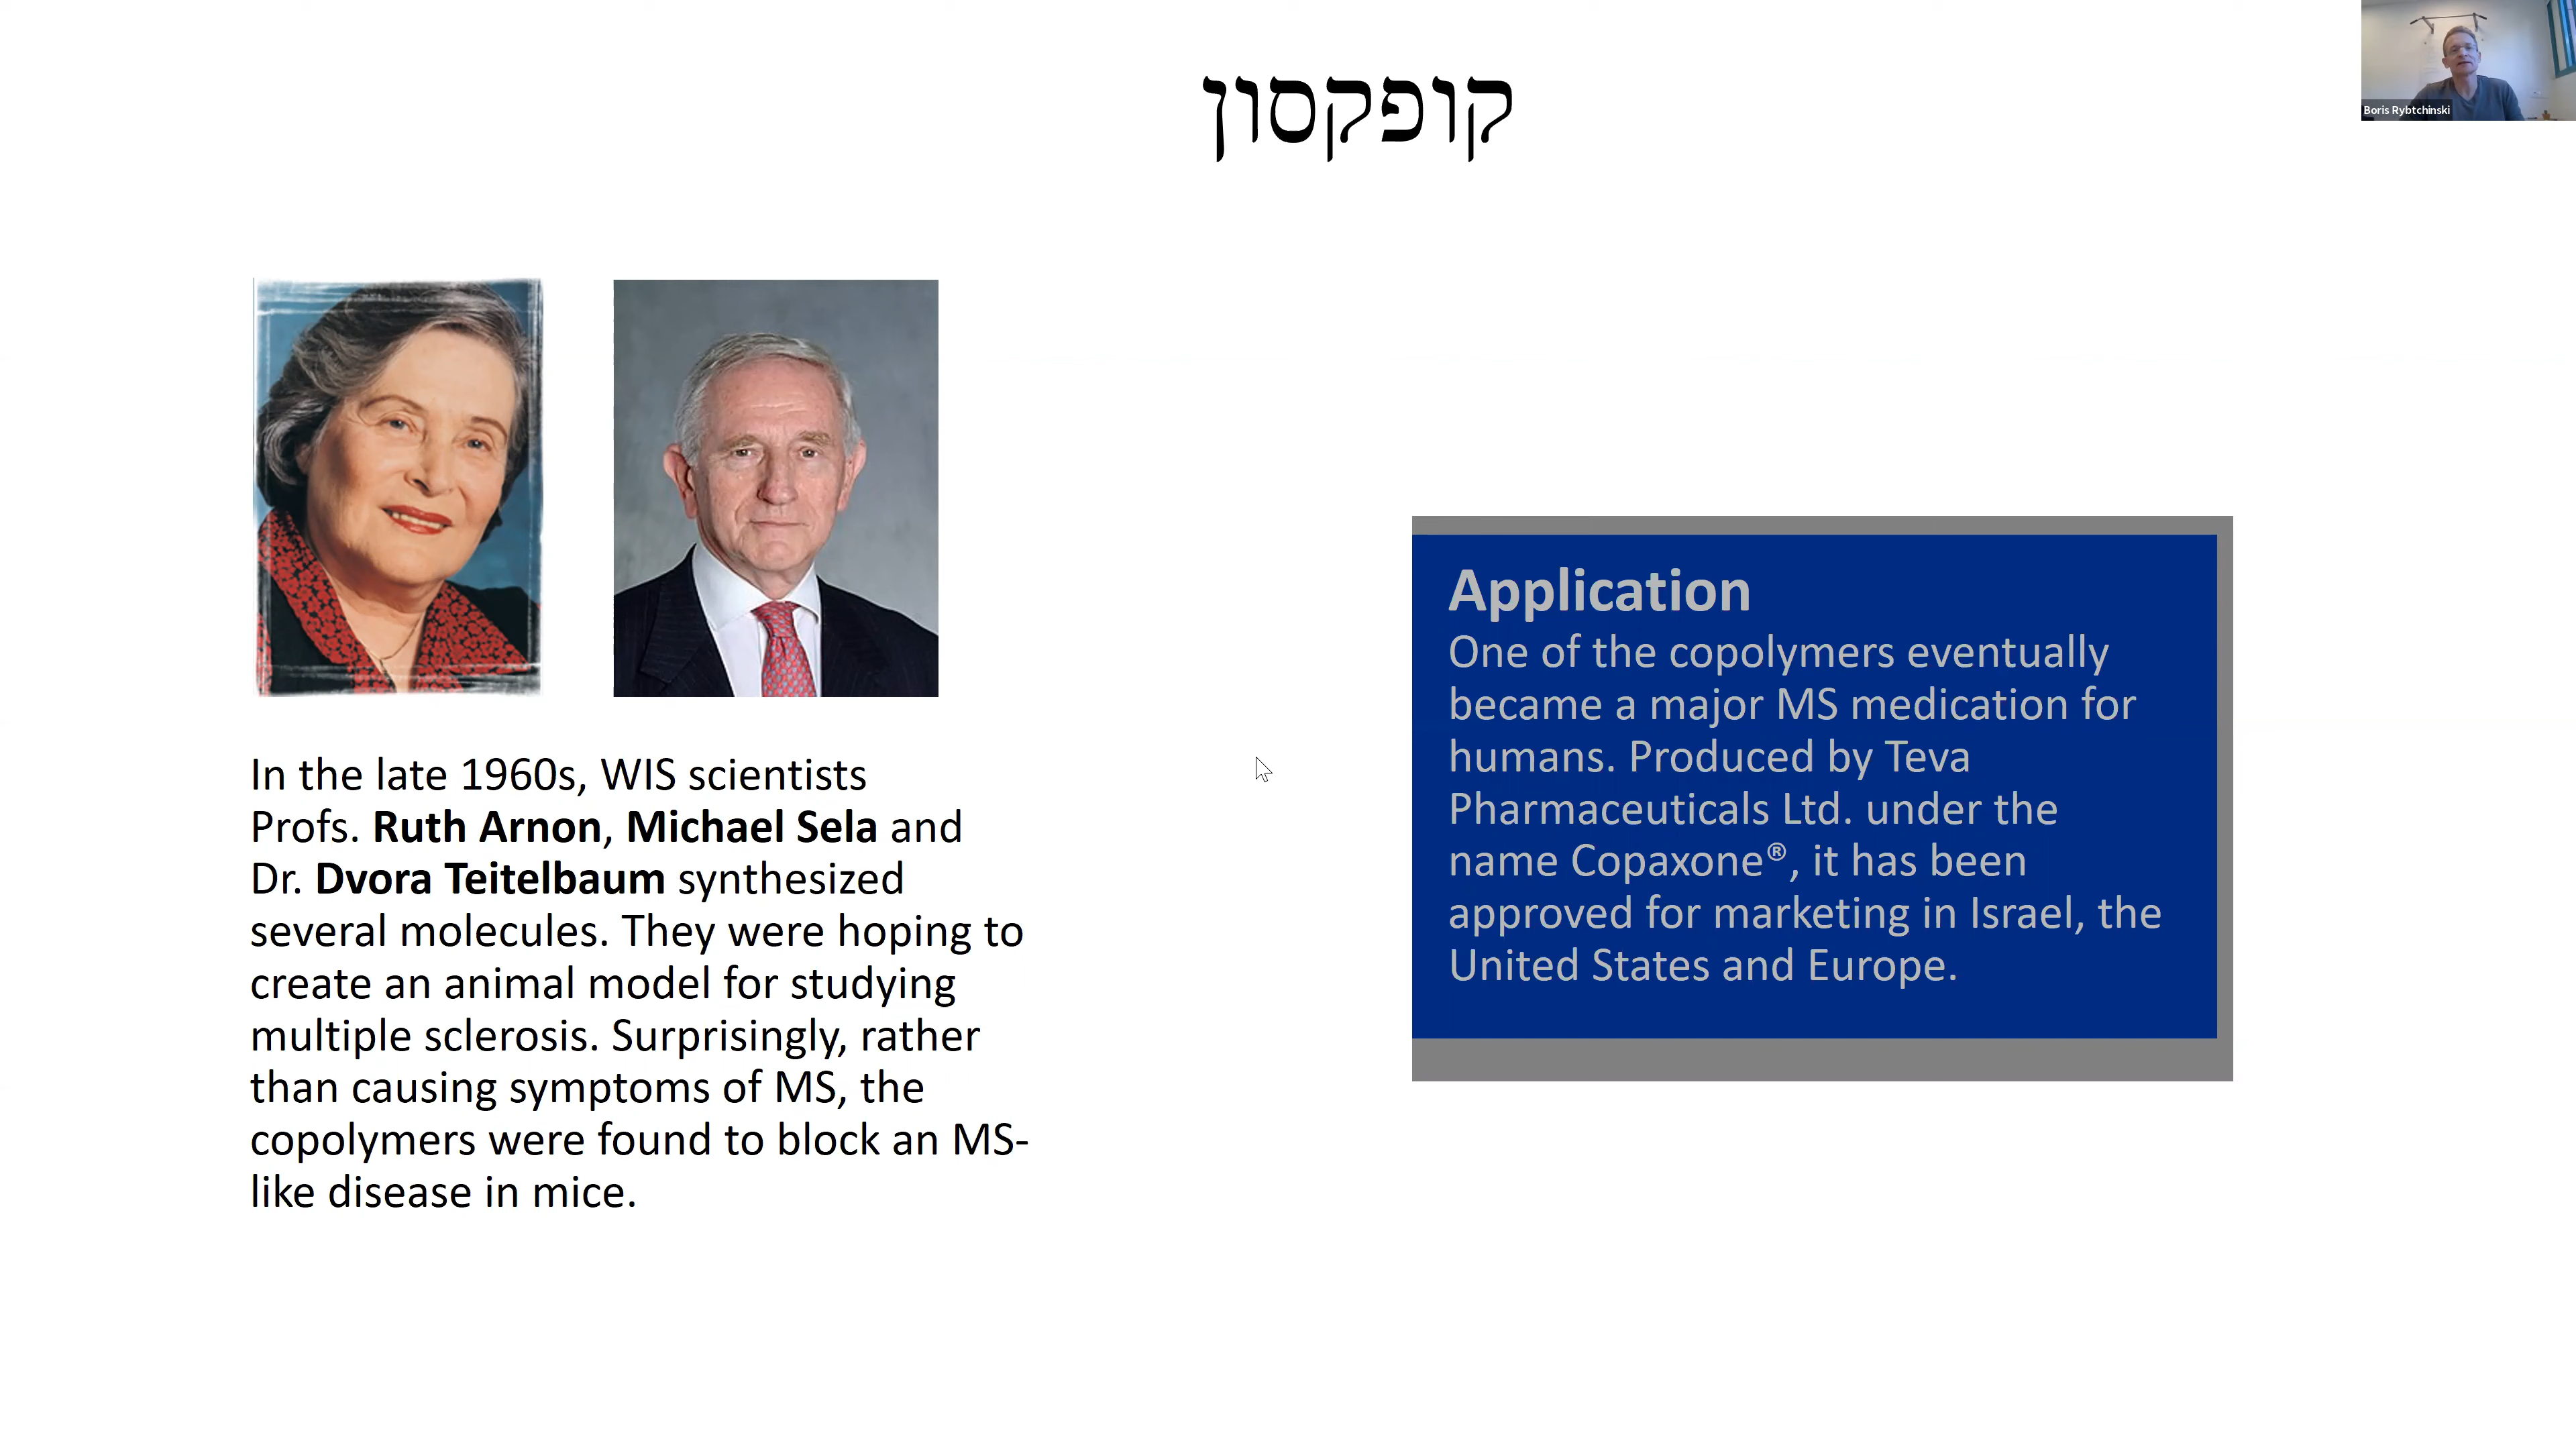 קופקסון
Boris Rybtchinski
In the late 1960s, WIS scientists
Profs. Ruth Arnon, Michael Sela and
Dr. Dvora Teitelbaum synthesized
several molecules. They were hoping to
create an animal model for studying
multiple sclerosis. Surprisingly, rather
than causing symptoms of MS, the
copolymers were found to block an MS-
like disease in mice.
Application
One of the copolymers eventually
became a major MS medication for
humans. Produced by Teva
Pharmaceuticals Ltd. under the
name Copaxone®, it has been
approved for marketing in Israel, the
United States and Europe.